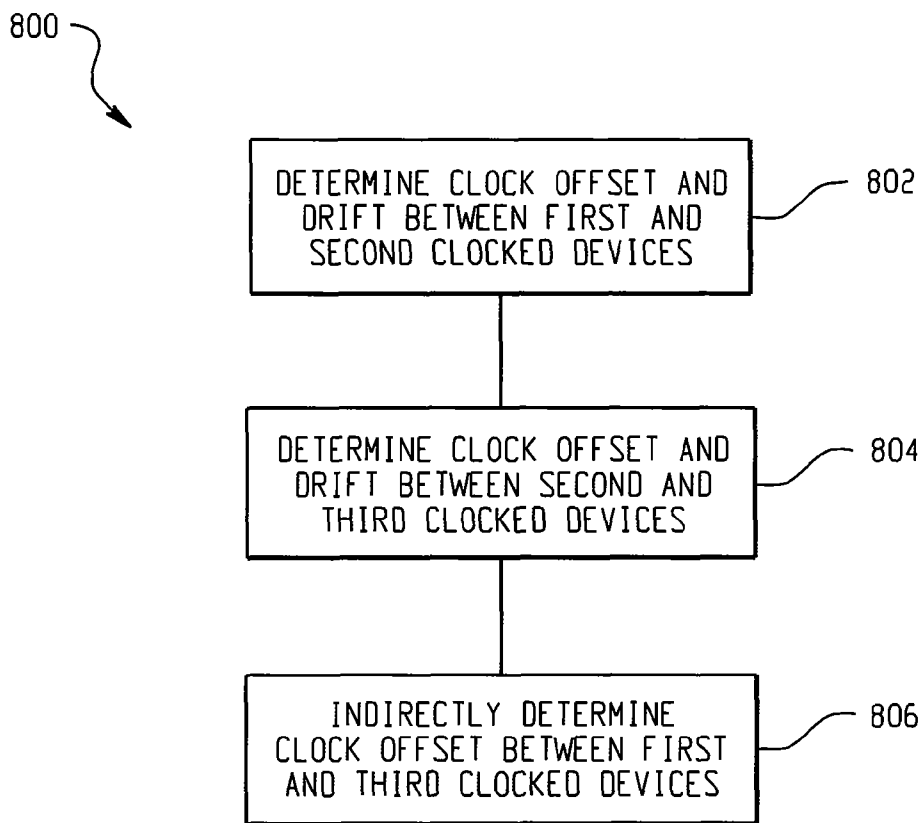 800
DETERMINE CLOCK OFFSET AND
DRIFT BETWEEN FIRST AND
SECOND CLOCKED DEVICES
802
DETERMINE CLOCK OFFSET AND
DRIFT BETWEEN SECOND AND
THIRD CLOCKED DEVICES
804
INDIRECTLY DETERMINE
CLOCK OFFSET BETWEEN FIRST
AND THIRD CLOCKED DEVICES
806